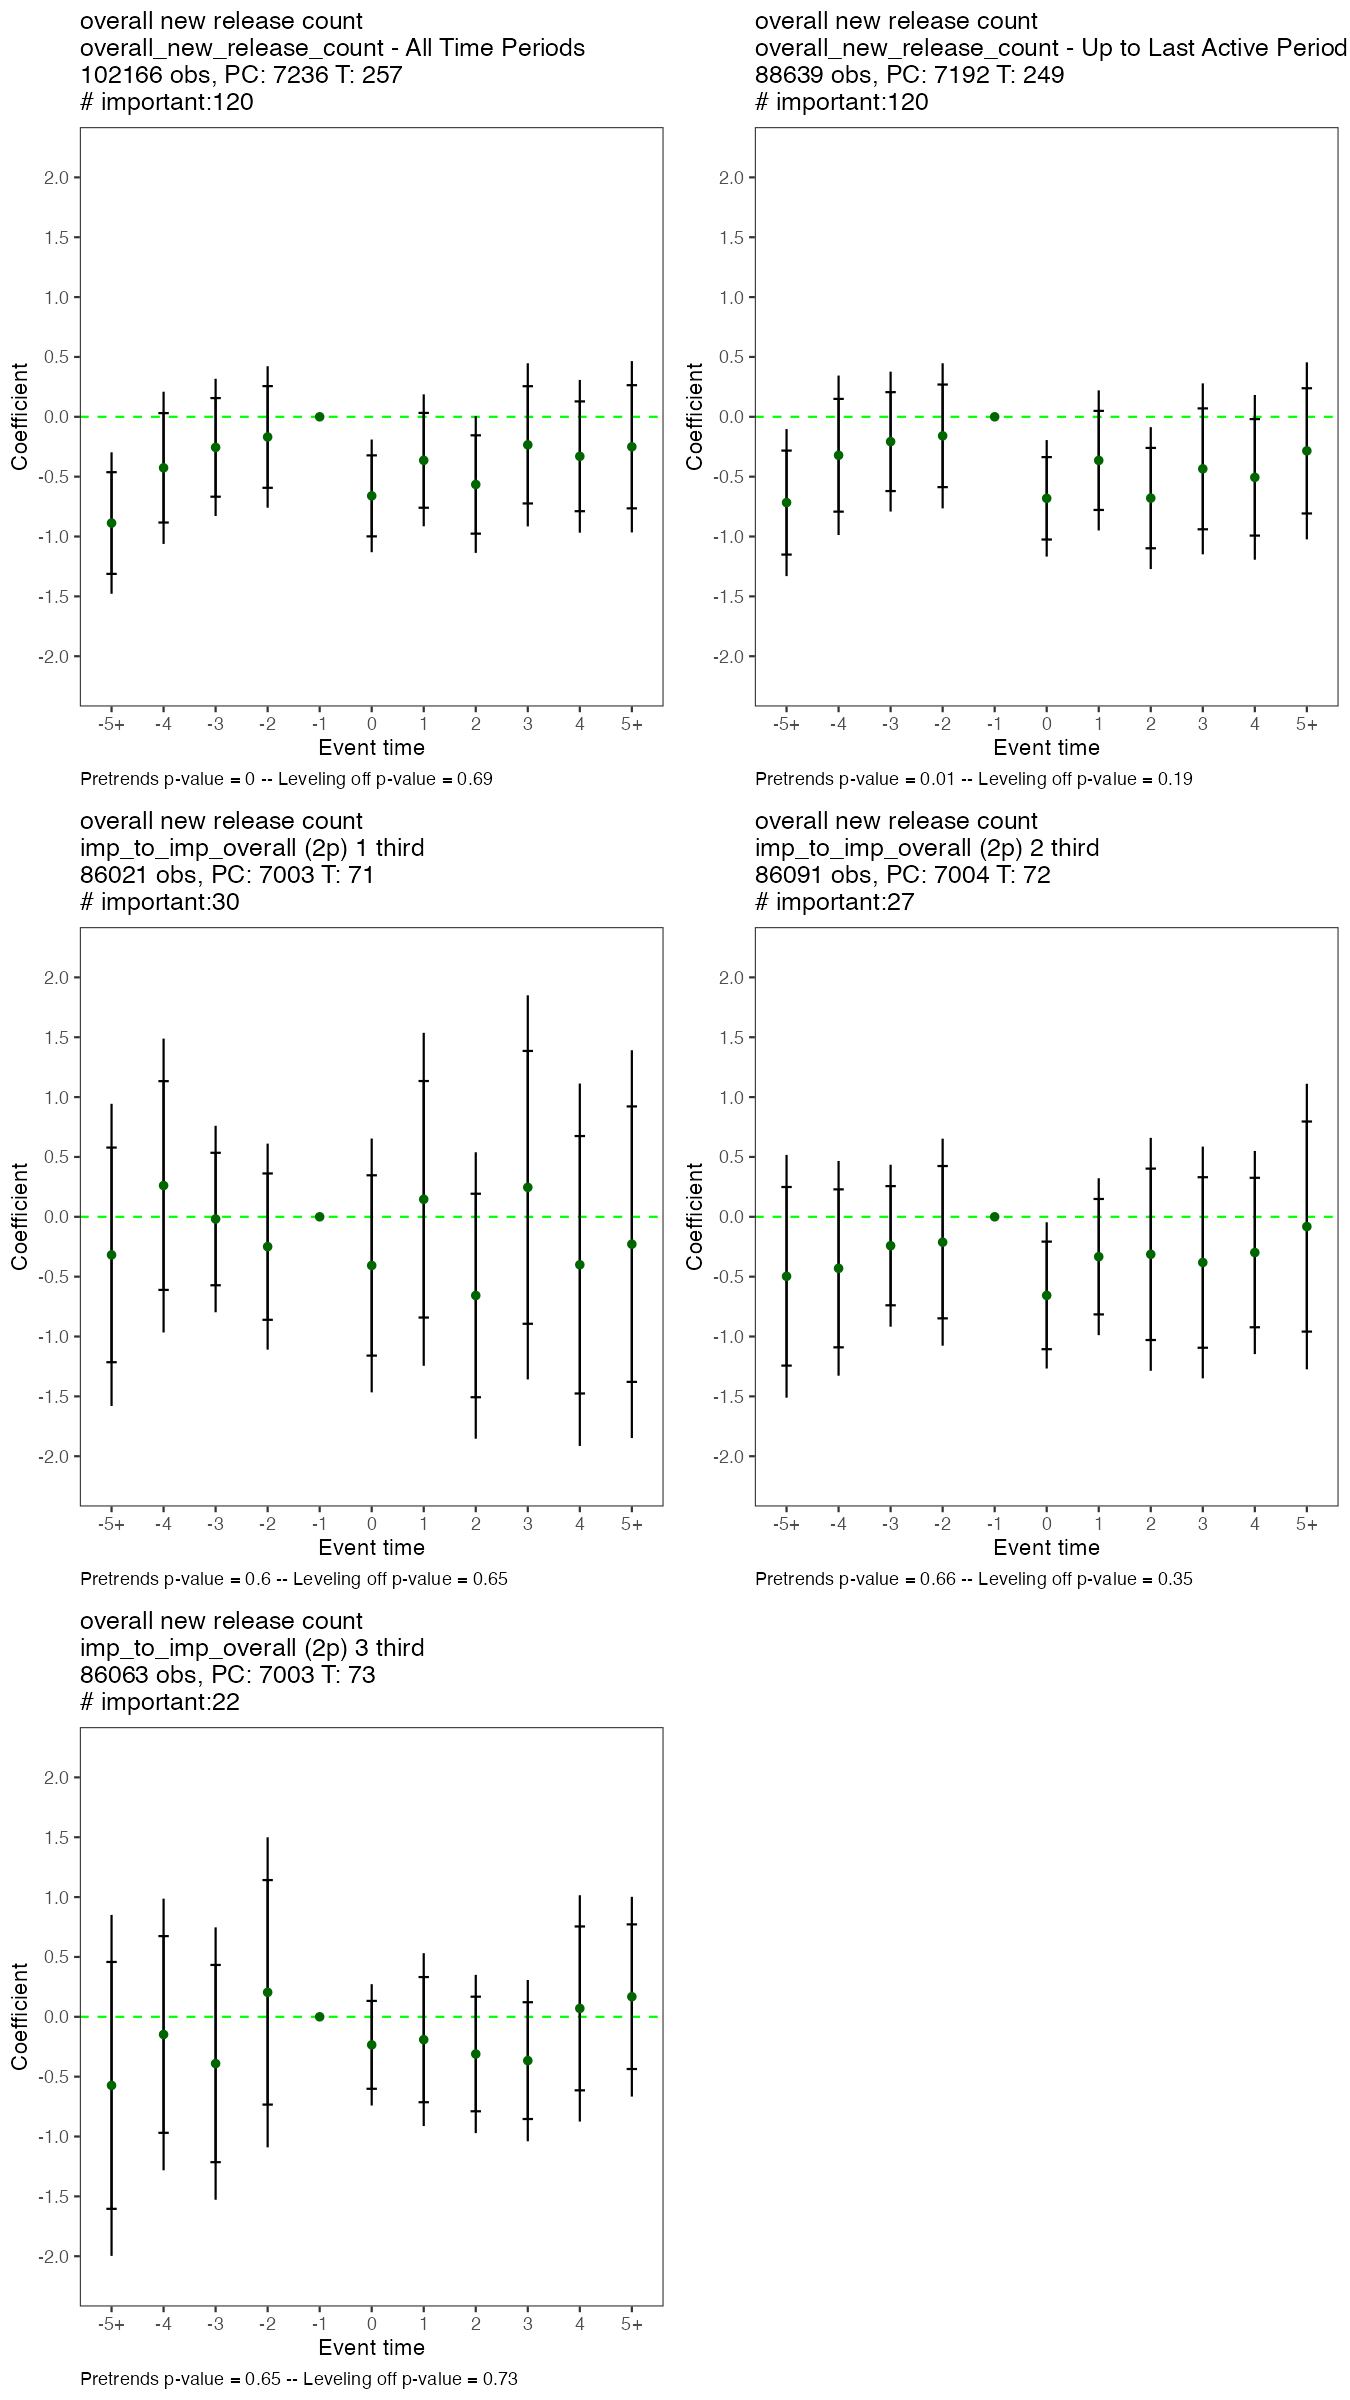 overall new release count
overall_new_release_count - All Time Periods
102166 obs, PC: 7236 T: 257
# important:120
Coefficient
2.0
1.5
1.0
0.5
0.0
-0.5
-1.0
-1.5
-2.0
-5+ -4 -3 -2 -1 0 1 2 3 4 5+
Event time
Pretrends p-value = 0 -- Leveling off p-value = 0.69
overall new release count
overall_new_release_count - Up to Last Active Period
88639 obs, PC: 7192 T: 249
# important:120
Coefficient
2.0
1.5
1.0
0.5
0.0
-0.5
-1.0
-1.5
-2.0
-5+ -4 -3 -2 -1 0 1 2 3 4 5+
Event time
Pretrends p-value = 0.01 -- Leveling off p-value = 0.19
overall new release count
imp_to_imp_overall (2p) 1 third
86021 obs, PC: 7003 T: 71
# important:30
Coefficient
2.0
1.5
1.0
0.5
0.0
-0.5
-1.0
-1.5
-2.0
-5+ -4 -3 -2 -1 0 1 2 3 4 5+
Event time
Pretrends p-value = 0.6 -- Leveling off p-value = 0.65
overall new release count
imp_to_imp_overall (2p) 2 third
86091 obs, PC: 7004 T: 72
# important:27
Coefficient
2.0
1.5
1.0
0.5
0.0
-0.5
-1.0
-1.5
-2.0
-5+ -4 -3 -2 -1 0 1 2 3 4 5+
Event time
Pretrends p-value = 0.66 -- Leveling off p-value = 0.35
overall new release count
imp_to_imp_overall (2p) 3 third
86063 obs, PC: 7003 T: 73
# important:22
Coefficient
2.0
1.5
1.0
0.5
0.0
-0.5
-1.0
-1.5
-2.0
-5+ -4 -3 -2 -1 0 1 2 3 4 5+
Event time
Pretrends p-value = 0.65 -- Leveling off p-value = 0.73